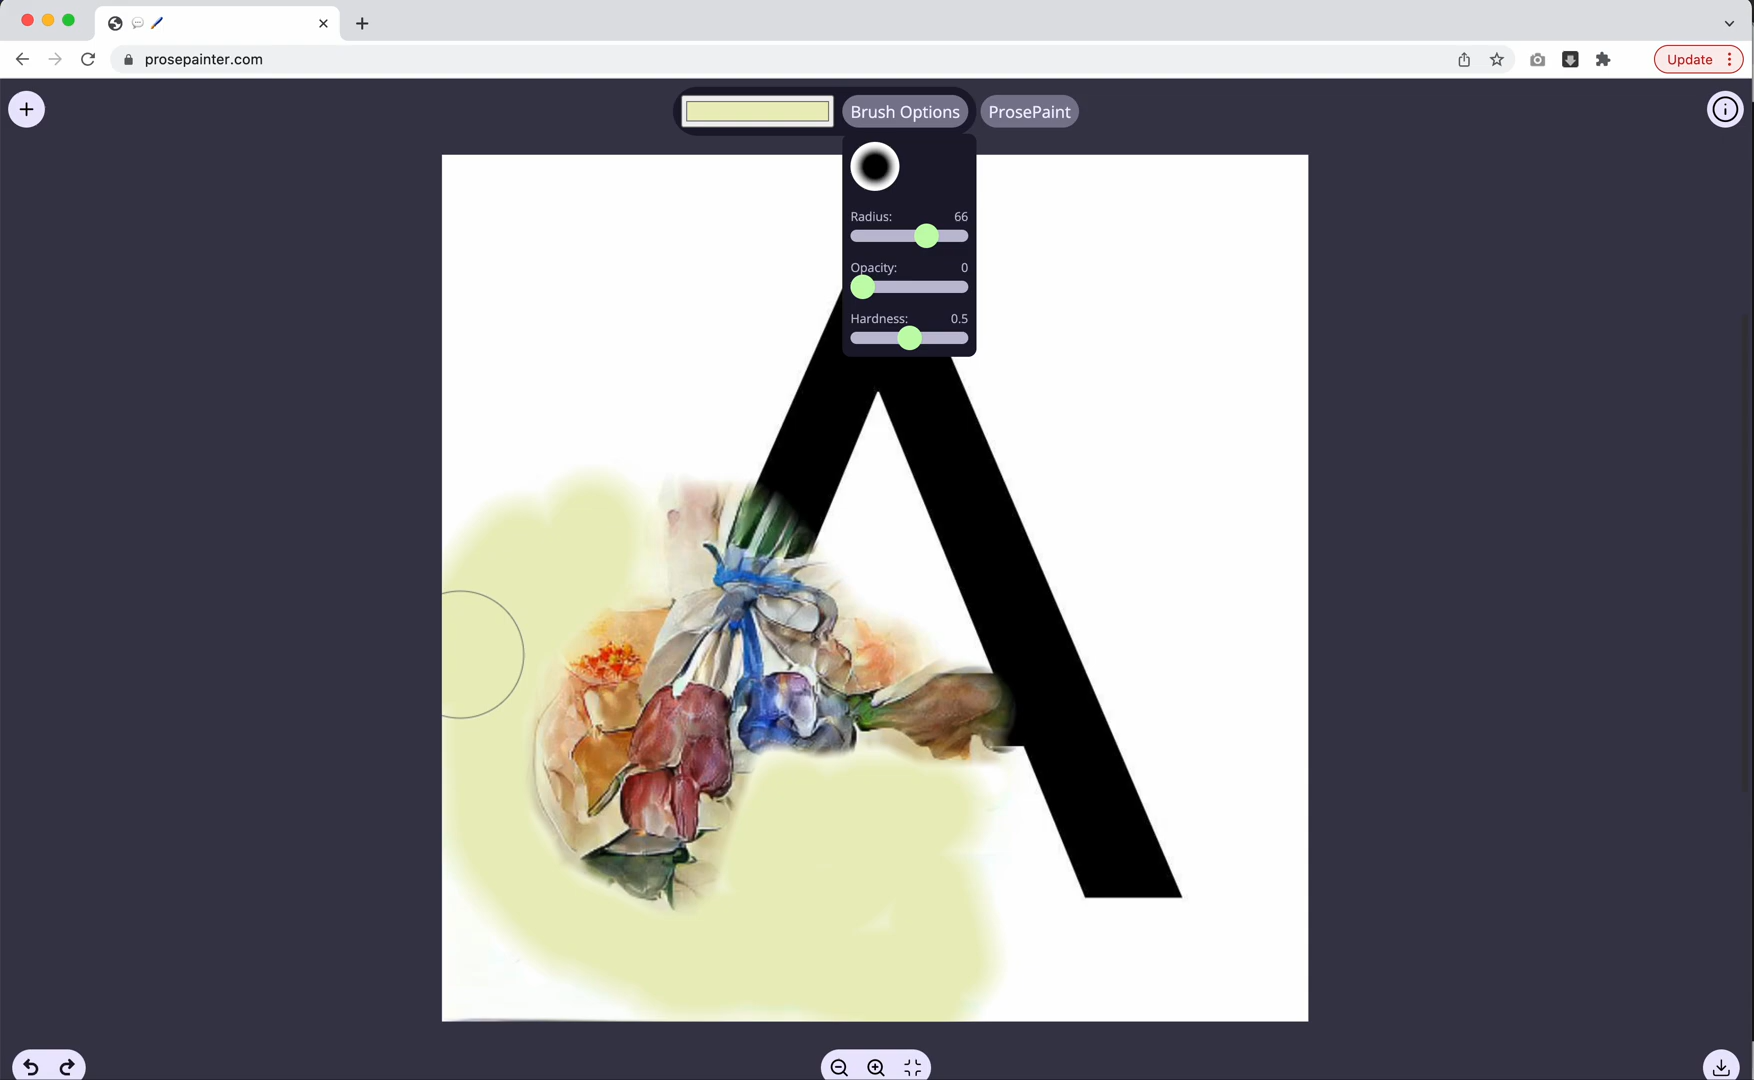 prosepainter.com
Update
Brush Options
ProsePaint
Radius: 66
Opacity: 0
Hardness: 0.5
A